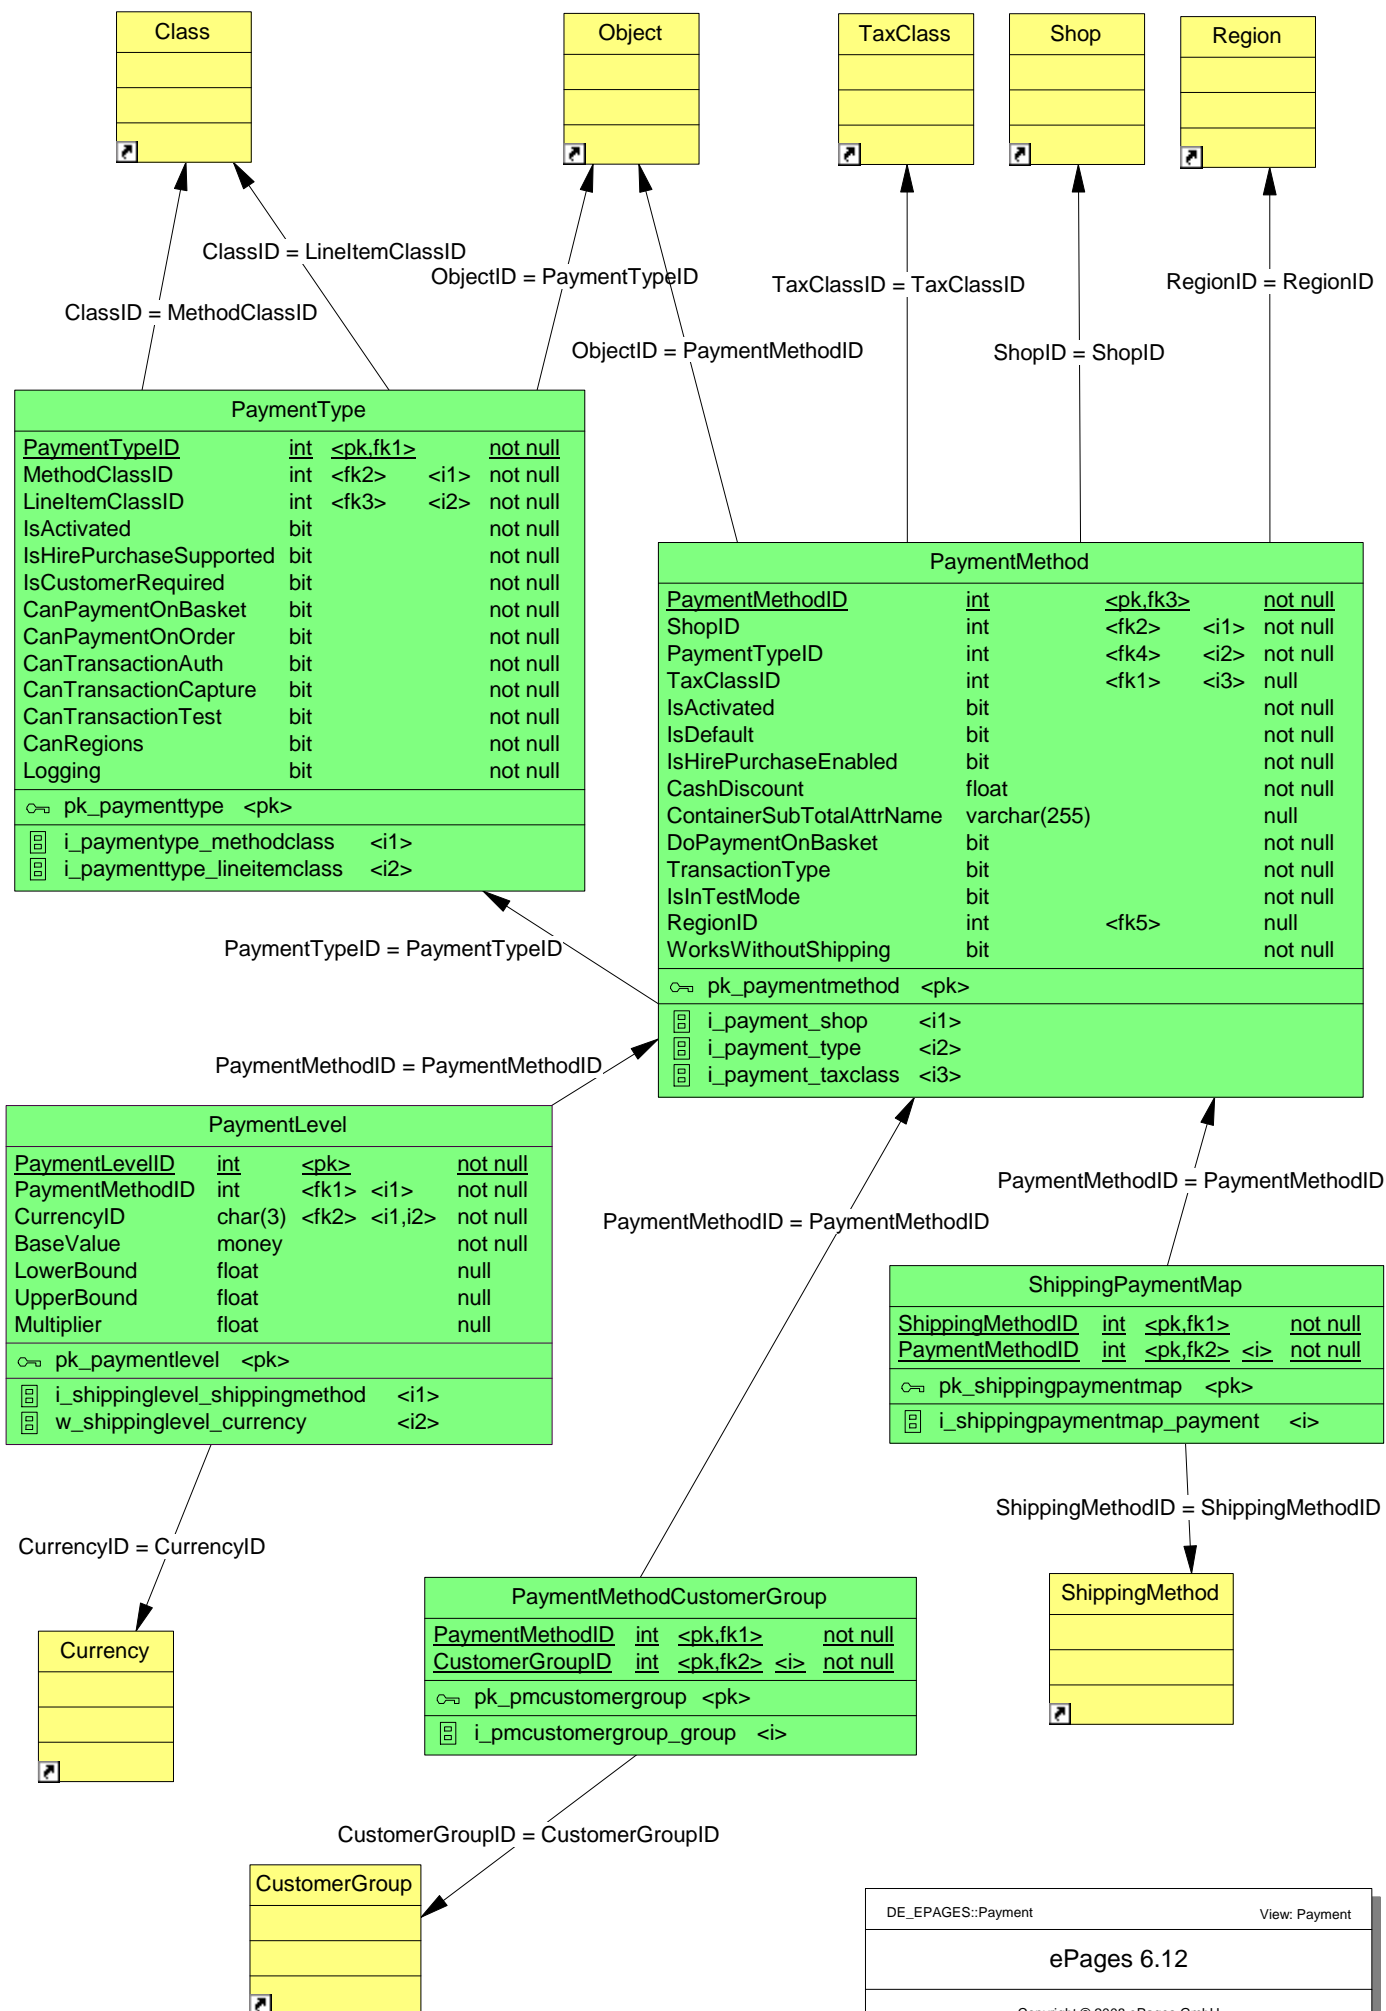 Class
Object
TaxClass
Shop
Region
ClassID = LineItemClassID
ObjectID = PaymentTypeID
TaxClassID = TaxClassID
RegionID = RegionID
ClassID = MethodClassID
ObjectID = PaymentMethodID
ShopID = ShopID
PaymentType
PaymentTypeID int <pk,fk1> not null
MethodClassID int <fk2> <i1> not null
LineItemClassID int <fk3> <i2> not null
IsActivated bit not null
IsHirePurchaseSupported bit not null
IsCustomerRequired bit not null
CanPaymentOnBasket bit not null
CanPaymentOnOrder bit not null
CanTransactionAuth bit not null
CanTransactionCapture bit not null
CanTransactionTest bit not null
CanRegions bit not null
Logging bit not null
pk_paymenttype <pk>
i_paymentype_methodclass <i1>
i_paymenttype_lineitemclass <i2>
PaymentMethod
PaymentMethodID int <pk,fk3> not null
ShopID int <fk2> <i1> not null
PaymentTypeID int <fk4> <i2> not null
TaxClassID int <fk1> <i3> null
IsActivated bit not null
IsDefault bit not null
IsHirePurchaseEnabled bit not null
CashDiscount float not null
ContainerSubTotalAttrName varchar(255) null
DoPaymentOnBasket bit not null
TransactionType bit not null
IsInTestMode bit not null
RegionID int <fk5> null
WorksWithoutShipping bit not null
pk_paymentmethod <pk>
i_payment_shop <i1>
i_payment_type <i2>
i_payment_taxclass <i3>
PaymentTypeID = PaymentTypeID
PaymentMethodID = PaymentMethodID
PaymentLevel
PaymentLevelID int <pk> not null
PaymentMethodID int <fk1> <i1> not null
CurrencyID char(3) <fk2> <i1,i2> not null
BaseValue money not null
LowerBound float null
UpperBound float null
Multiplier float null
pk_paymentlevel <pk>
i_shippinglevel_shippingmethod <i1>
w_shippinglevel_currency <i2>
PaymentMethodID = PaymentMethodID
PaymentMethodID = PaymentMethodID
ShippingPaymentMap
ShippingMethodID int <pk,fk1> not null
PaymentMethodID int <pk,fk2> <i> not null
pk_shippingpaymentmap <pk>
i_shippingpaymentmap_payment <i>
ShippingMethodID = ShippingMethodID
CurrencyID = CurrencyID
Currency
PaymentMethodCustomerGroup
PaymentMethodID int <pk,fk1> not null
CustomerGroupID int <pk,fk2> <i> not null
pk_pmcustomergroup <pk>
i_pmcustomergroup_group <i>
ShippingMethod
CustomerGroupID = CustomerGroupID
CustomerGroup
DE_EPAGES::Payment View: Payment
ePages 6.12